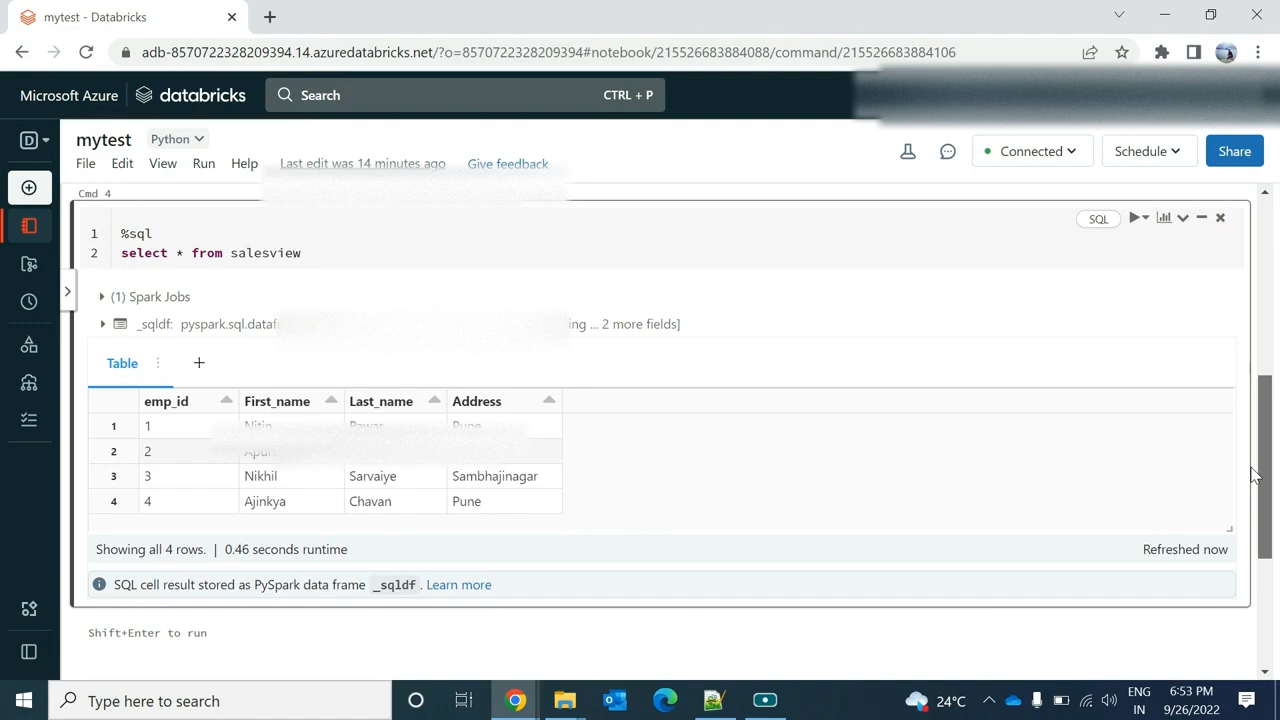 mytest - Databricks
adb-8570722328209394.14.azuredatabricks.net/?o=8570722328209394#notebook/215526683884088/command/215526683884106
Microsoft Azure databricks Search CTRL + P
D
mytest Python
File Edit View Run Help Last edit was 14 minutes ago Give feedback
Connected Schedule Share
Cmd 4
1 %sql SQL
2 select * from salesview
(1) Spark Jobs
_sqldf: pyspark.sql.dataf ing ... 2 more fields]
Table +
emp_id First_name Last_name Address
1 1 Nitin Pawar Pune
2 2
3 3 Nikhil Sarvaiye Sambhajinagar
4 4 Ajinkya Chavan Pune
Showing all 4 rows. | 0.46 seconds runtime Refreshed now
SQL cell result stored as PySpark data frame _sqldf . Learn more
Shift+Enter to run
Type here to search
24°C
ENG
IN
6:53 PM
9/26/2022